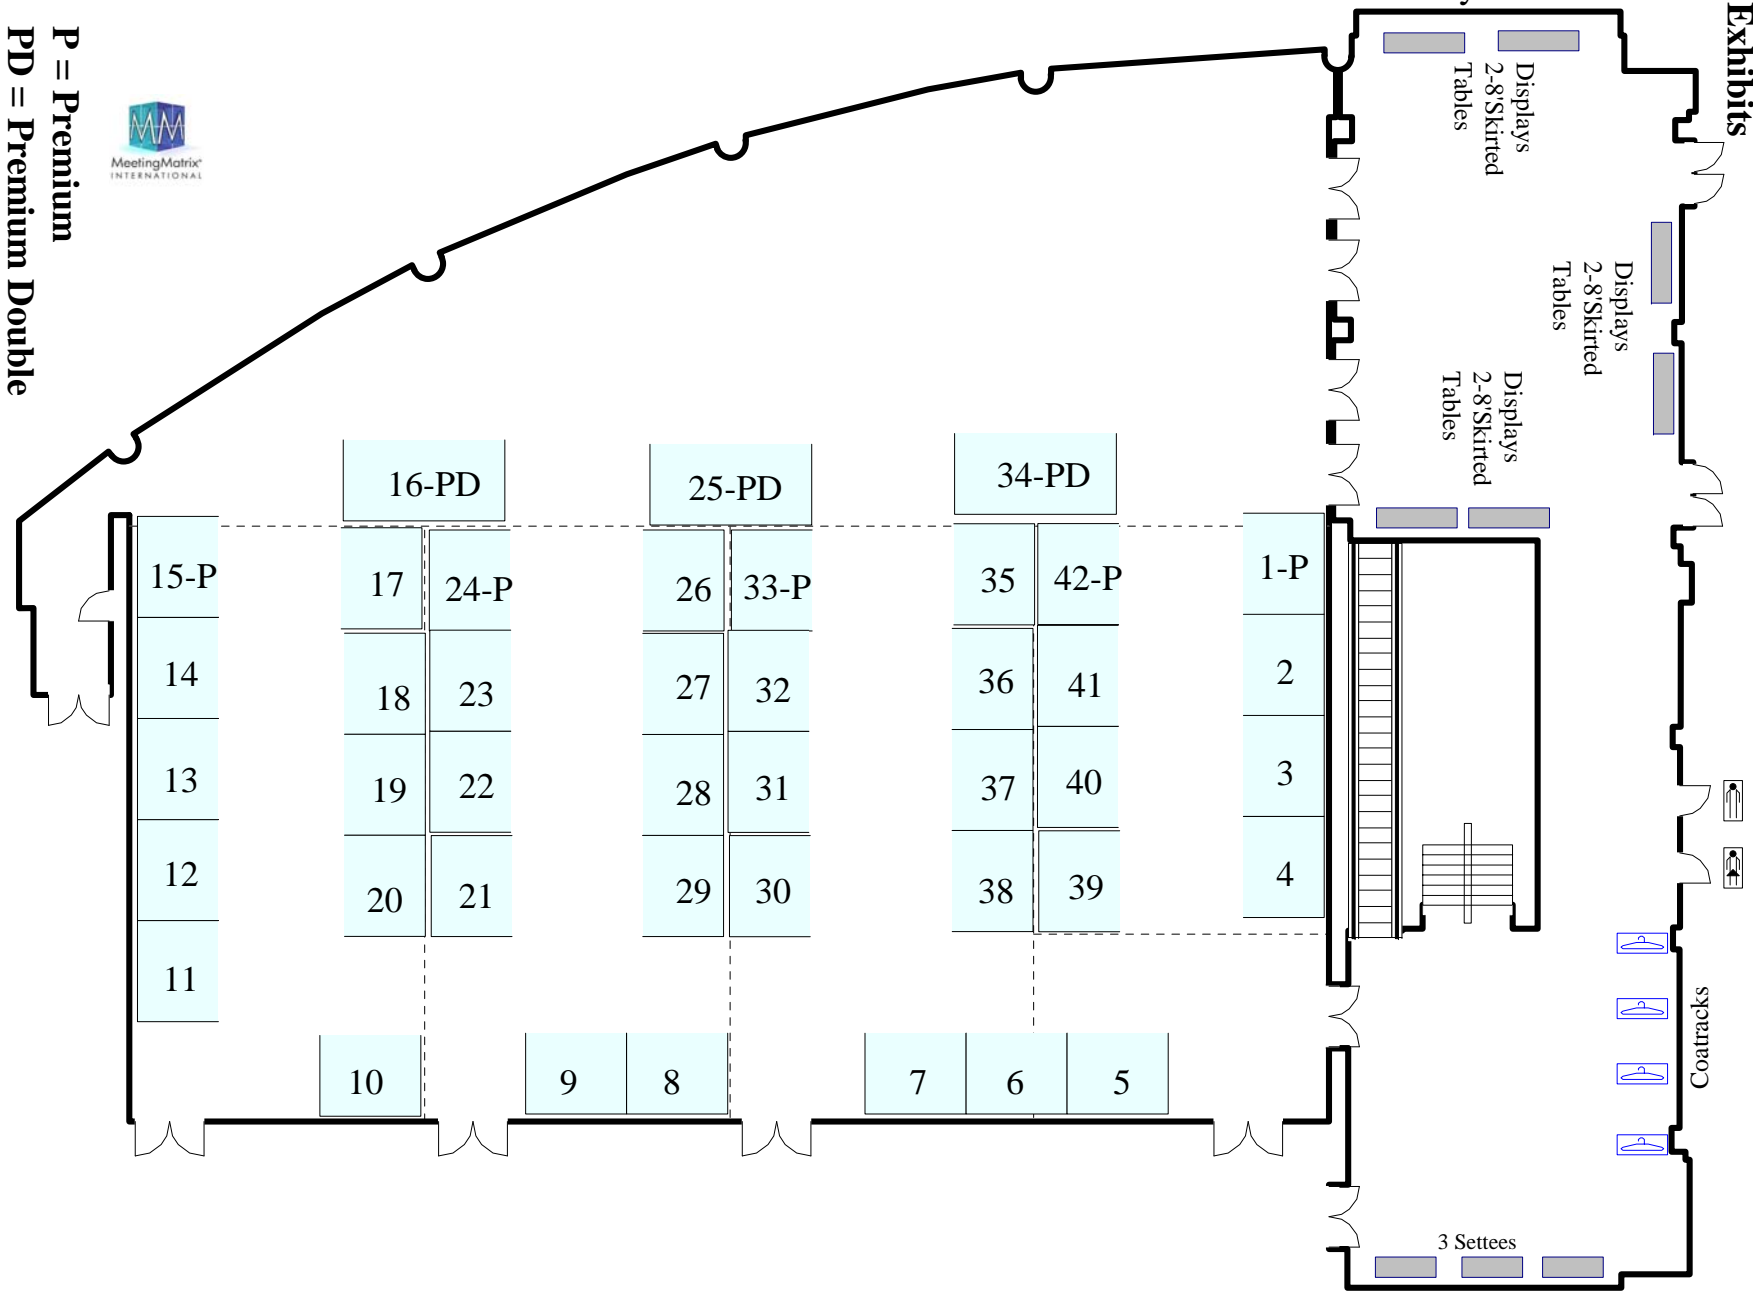 Exhibits
P = Premium
PD = Premium Double
MeetingMatrix
INTERNATIONAL
Displays
2-8'Skirted
Tables
Displays
2-8'Skirted
Tables
Displays
2-8'Skirted
Tables
16-PD
25-PD
34-PD
15-P
17
24-P
26
33-P
35
42-P
1-P
14
18
23
27
32
36
41
2
13
19
22
28
31
37
40
3
12
20
21
29
30
38
39
4
11
10
9
8
7
6
5
Coatracks
3 Settees